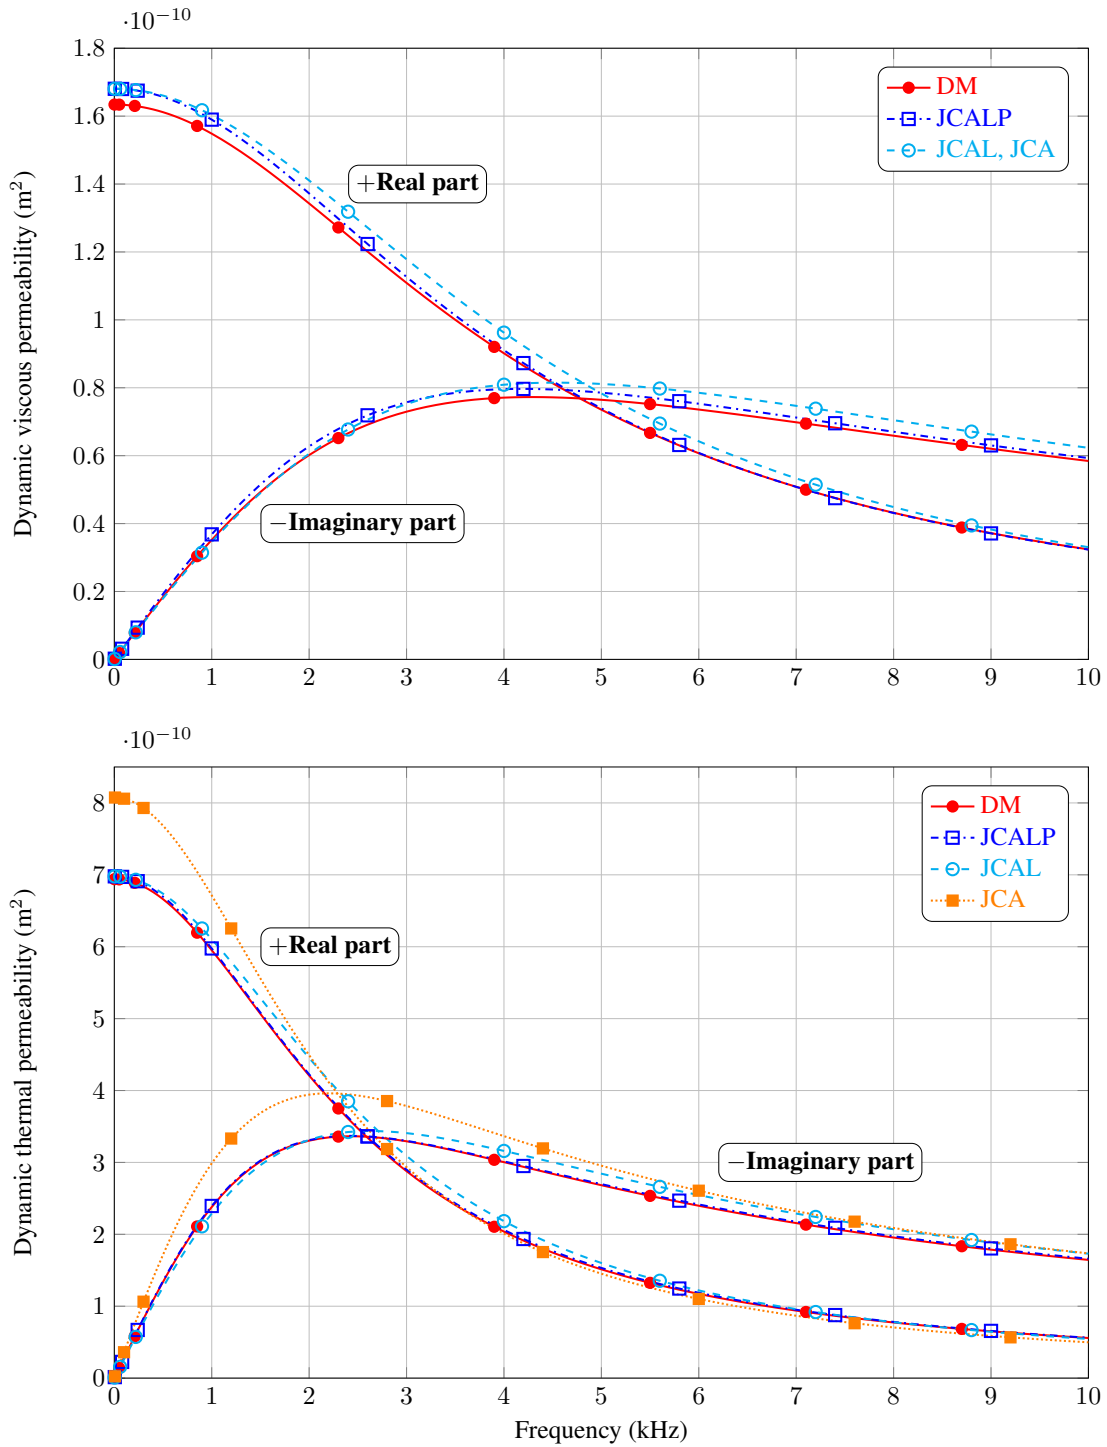 ·10⁻¹⁰
1.8
1.6
1.4
1.2
1
0.8
0.6
0.4
0.2
0
Dynamic viscous permeability (m²)
DM
JCALP
JCAL, JCA
+Real part
−Imaginary part
0 1 2 3 4 5 6 7 8 9 10
·10⁻¹⁰
8
7
6
5
4
3
2
1
0
Dynamic thermal permeability (m²)
DM
JCALP
JCAL
JCA
+Real part
−Imaginary part
0 1 2 3 4 5 6 7 8 9 10
Frequency (kHz)